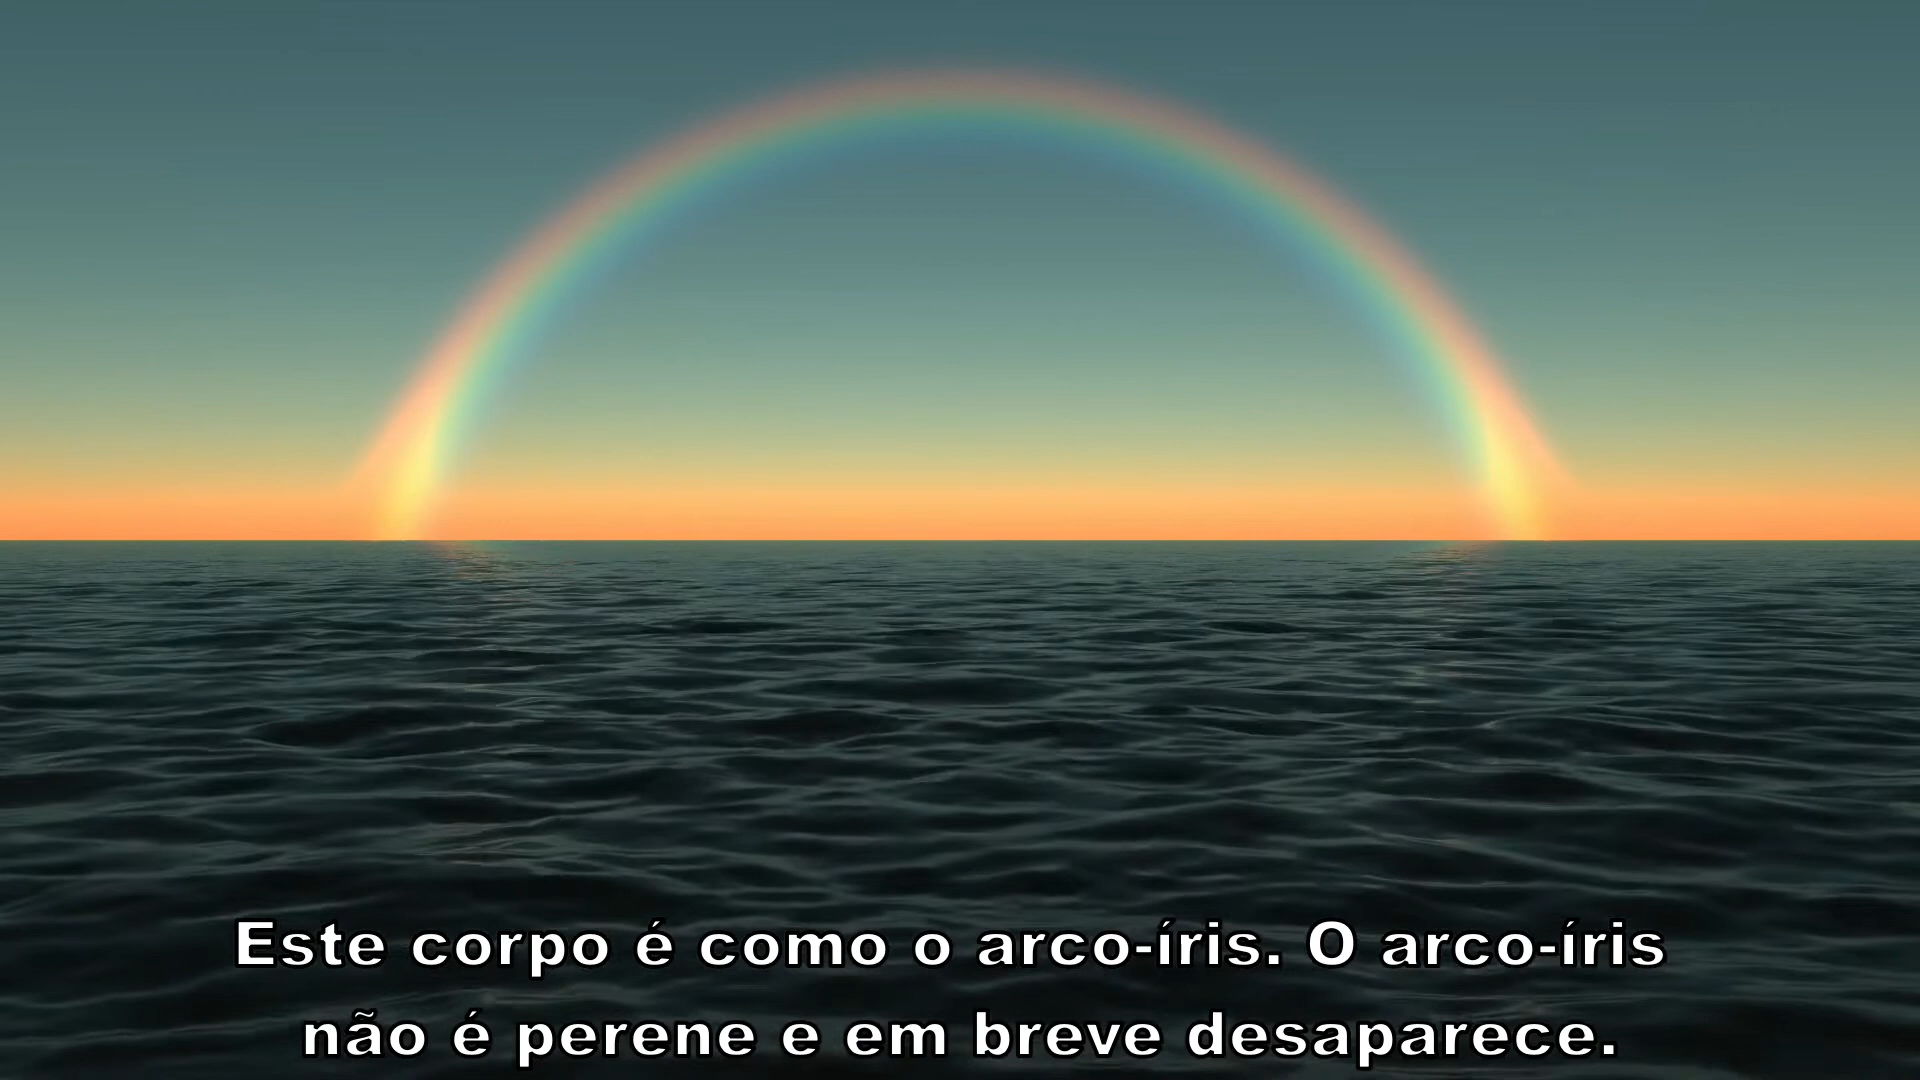 Este corpo é como o arco-íris. O arco-íris
não é perene e em breve desaparece.